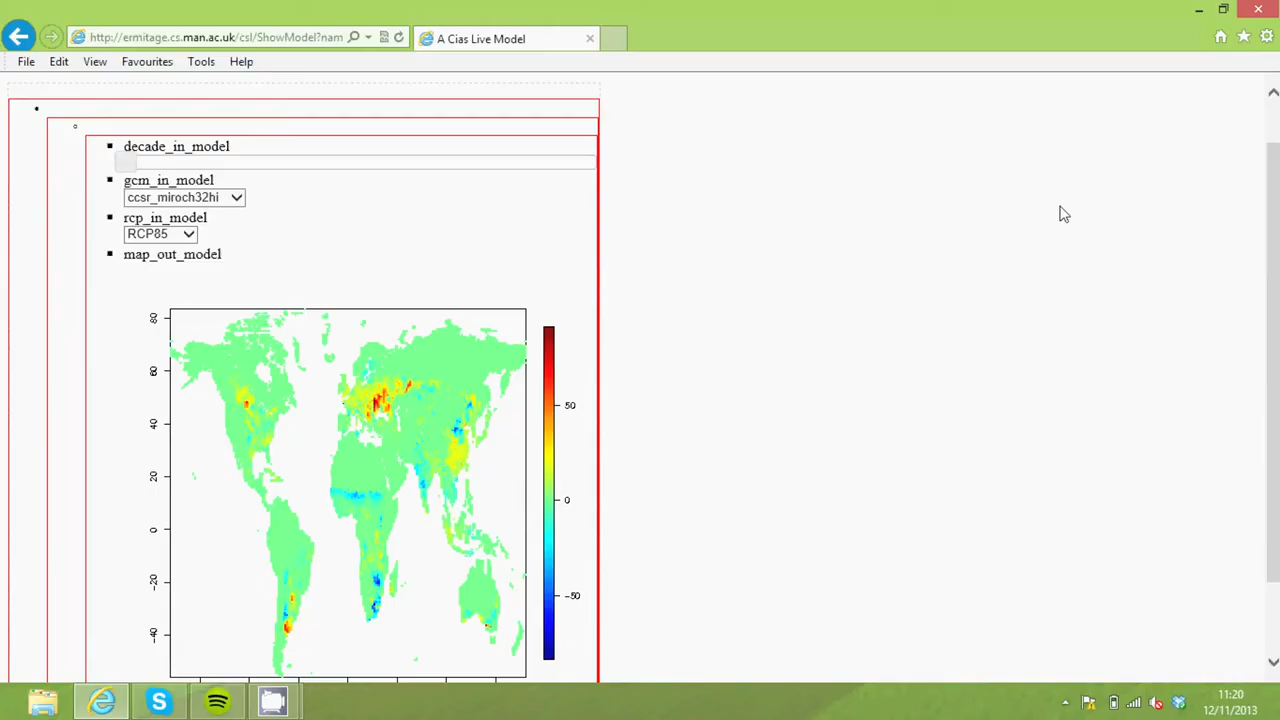 http://ermitage.cs.man.ac.uk/csl/ShowModel?nam
A Cias Live Model
File Edit View Favourites Tools Help
decade_in_model
gcm_in_model
ccsr_miroch32hi
rcp_in_model
RCP85
map_out_model
80
60
40
20
0
-20
-40
50
0
-50
11:20
12/11/2013